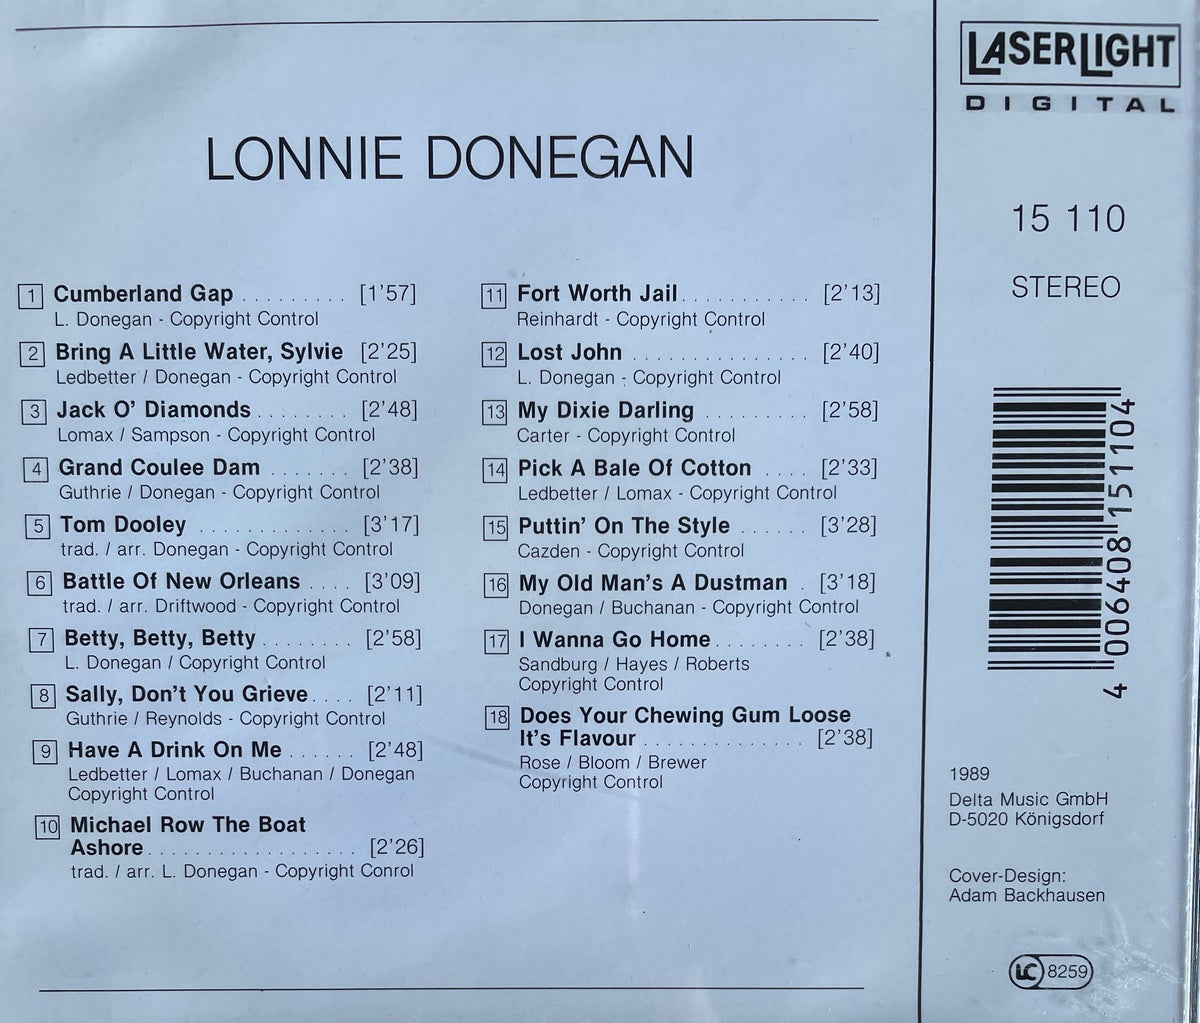 LONNIE DONEGAN
1 Cumberland Gap ......... [1'57]
L. Donegan - Copyright Control
2 Bring A Little Water, Sylvie [2'25]
Ledbetter / Donegan - Copyright Control
3 Jack O' Diamonds ........ [2'48]
Lomax / Sampson - Copyright Control
4 Grand Coulee Dam ....... [2'38]
Guthrie / Donegan - Copyright Control
5 Tom Dooley ............. [3'17]
trad. / arr. Donegan - Copyright Control
6 Battle Of New Orleans .... [3'09]
trad. / arr. Driftwood - Copyright Control
7 Betty, Betty, Betty ........ [2'58]
L. Donegan / Copyright Control
8 Sally, Don't You Grieve .... [2'11]
Guthrie / Reynolds - Copyright Control
9 Have A Drink On Me ...... [2'48]
Ledbetter / Lomax / Buchanan / Donegan
Copyright Control
10 Michael Row The Boat
Ashore .................. [2'26]
trad. / arr. L. Donegan - Copyright Conrol
11 Fort Worth Jail ........... [2'13]
Reinhardt - Copyright Control
12 Lost John ............... [2'40]
L. Donegan - Copyright Control
13 My Dixie Darling ......... [2'58]
Carter - Copyright Control
14 Pick A Bale Of Cotton .... [2'33]
Ledbetter / Lomax - Copyright Control
15 Puttin' On The Style ...... [3'28]
Cazden - Copyright Control
16 My Old Man's A Dustman . [3'18]
Donegan / Buchanan - Copyright Control
17 I Wanna Go Home ........ [2'38]
Sandburg / Hayes / Roberts
Copyright Control
18 Does Your Chewing Gum Loose
It's Flavour .............. [2'38]
Rose / Bloom / Brewer
Copyright Control
LASERLIGHT
DIGITAL
15 110
STEREO
4 006408 151104
1989
Delta Music GmbH
D-5020 Königsdorf
Cover-Design:
Adam Backhausen
LC 8259